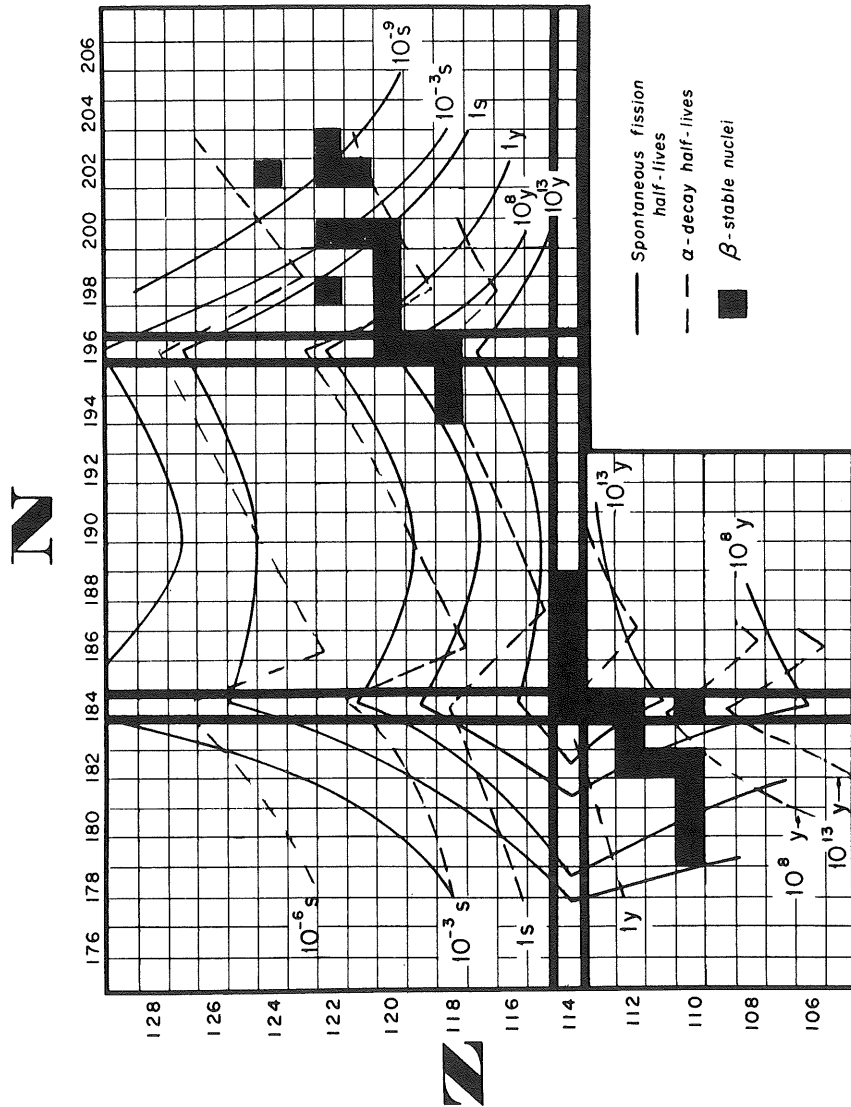 N
176 178 180 182 184 186 188 190 192 194 196 198 200 202 204 206
Z
128 126 124 122 120 118 116 114 112 110 108 106
10⁻⁹s
10⁻³s
1s
1y
10⁸y
10¹³y
10¹³y
10⁸y
10⁻⁶s
10⁻³s
1s
1y
10⁸ y→
10¹³ y→
Spontaneous fission
half-lives
α-decay half-lives
β-stable nuclei